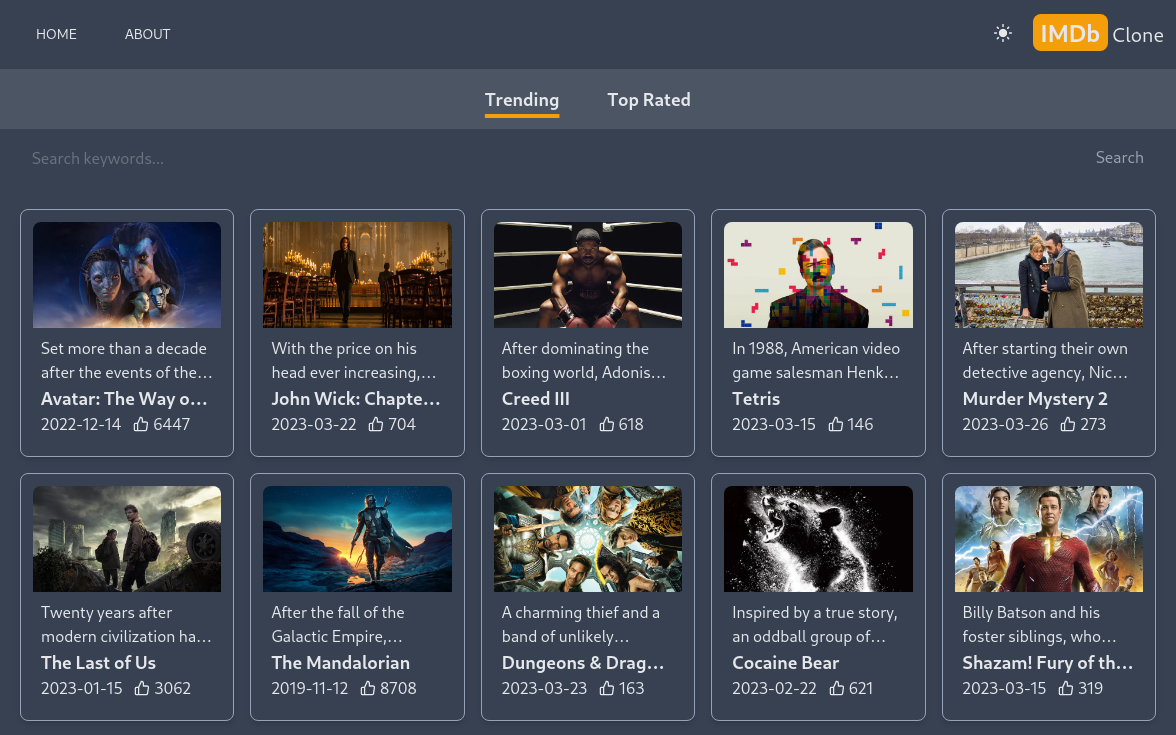 HOME ABOUT IMDb Clone
Trending Top Rated
Search keywords... Search
Set more than a decade
after the events of the...
Avatar: The Way o...
2022-12-14 6447
With the price on his
head ever increasing,...
John Wick: Chapte...
2023-03-22 704
After dominating the
boxing world, Adonis...
Creed III
2023-03-01 618
In 1988, American video
game salesman Henk...
Tetris
2023-03-15 146
After starting their own
detective agency, Nic...
Murder Mystery 2
2023-03-26 273
Twenty years after
modern civilization ha...
The Last of Us
2023-01-15 3062
After the fall of the
Galactic Empire,...
The Mandalorian
2019-11-12 8708
A charming thief and a
band of unlikely...
Dungeons & Drag...
2023-03-23 163
Inspired by a true story,
an oddball group of...
Cocaine Bear
2023-02-22 621
Billy Batson and his
foster siblings, who...
Shazam! Fury of th...
2023-03-15 319